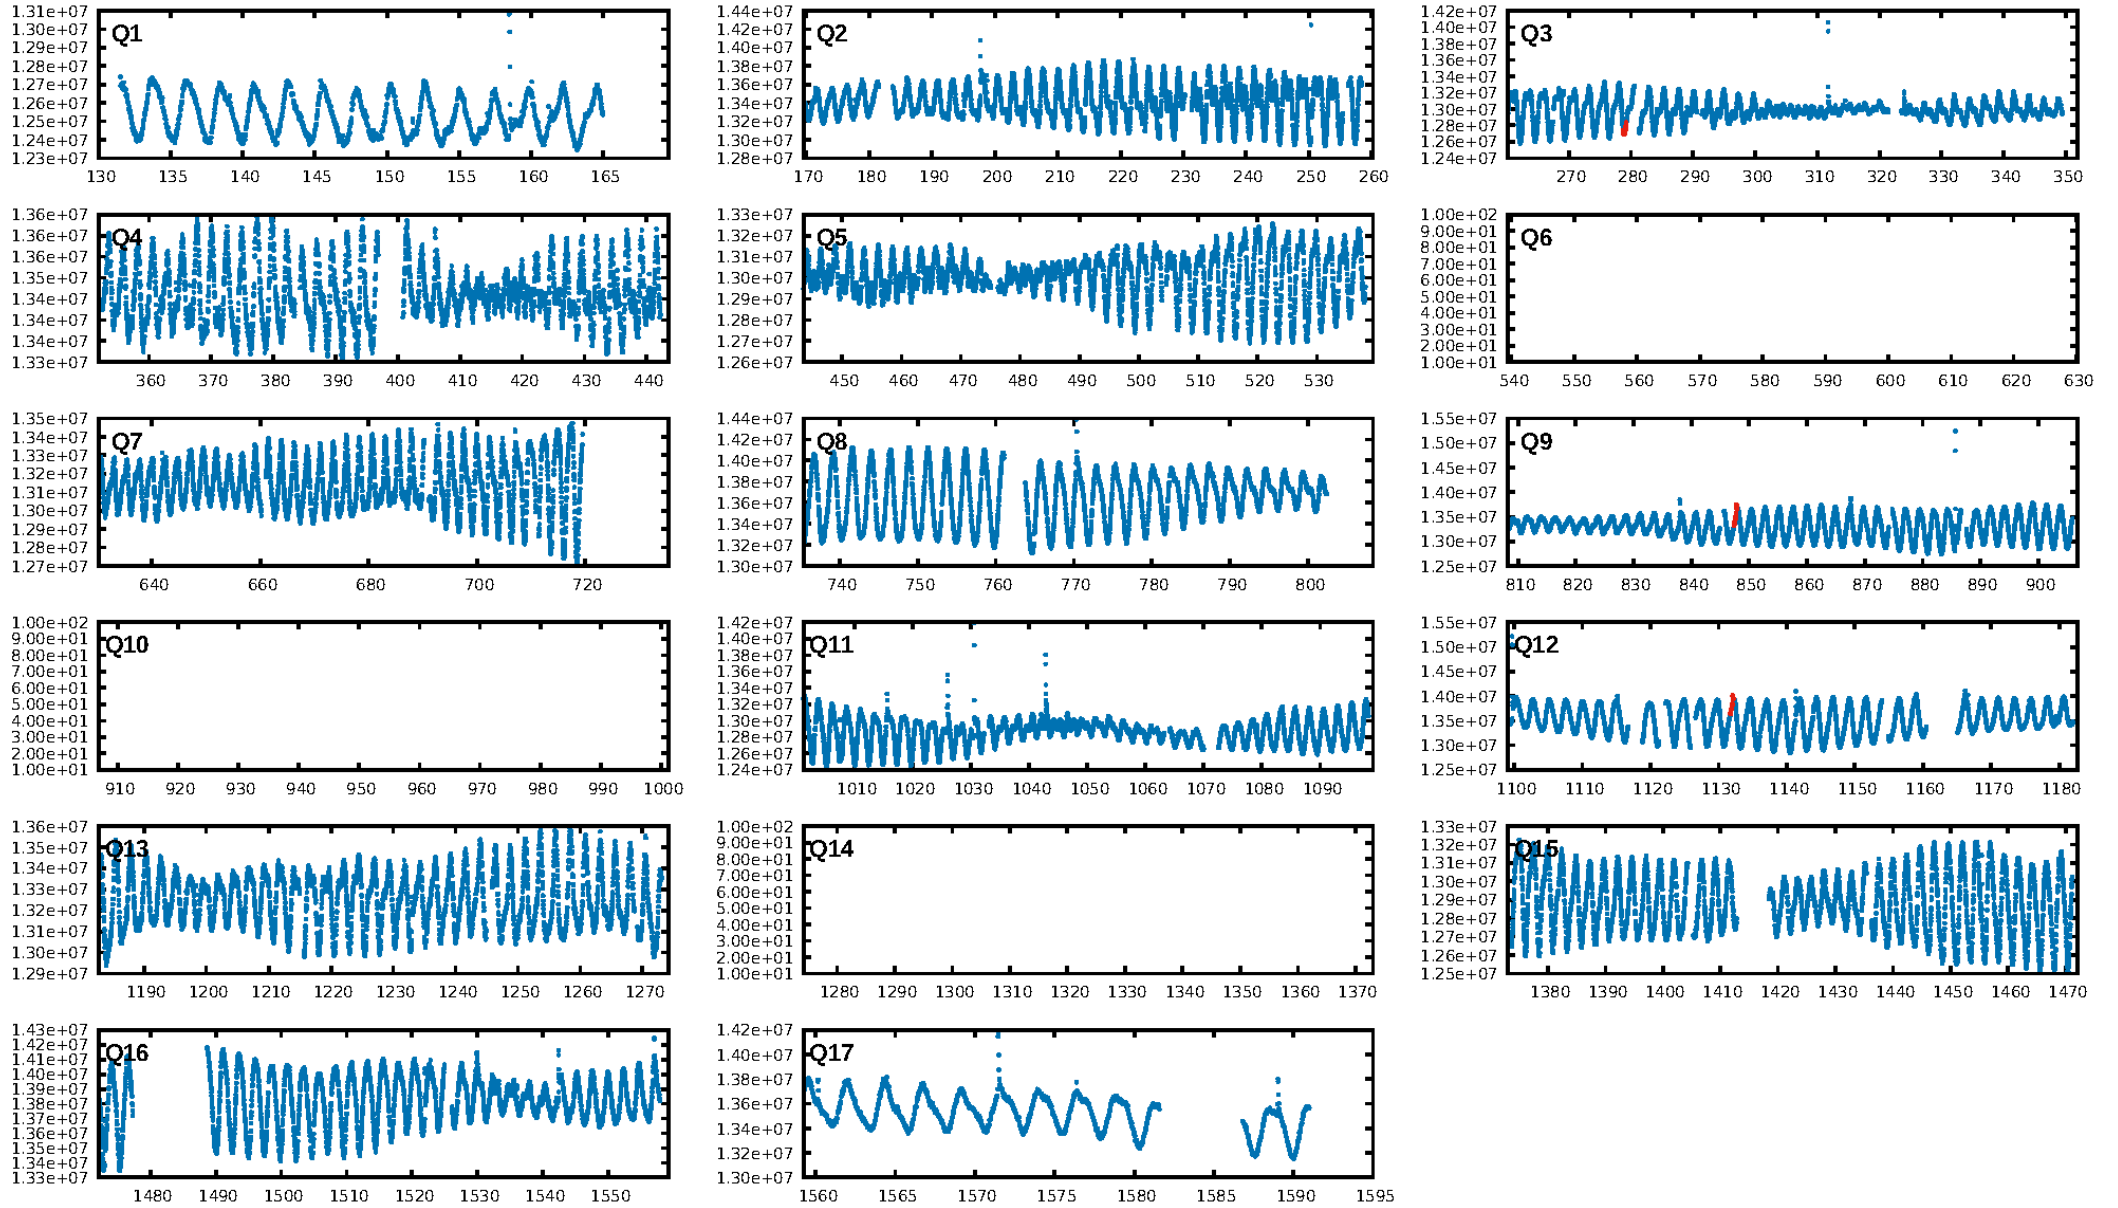 1.31e+07
1.30e+07
1.29e+07
1.28e+07
1.27e+07
1.26e+07
1.25e+07
1.24e+07
1.23e+07
Q1
130 135 140 145 150 155 160 165
1.44e+07
1.42e+07
1.40e+07
1.38e+07
1.36e+07
1.34e+07
1.32e+07
1.30e+07
1.28e+07
Q2
170 180 190 200 210 220 230 240 250 260
1.42e+07
1.40e+07
1.38e+07
1.36e+07
1.34e+07
1.32e+07
1.30e+07
1.28e+07
1.26e+07
1.24e+07
Q3
270 280 290 300 310 320 330 340 350
1.36e+07
1.36e+07
1.36e+07
1.35e+07
1.34e+07
1.34e+07
1.34e+07
1.33e+07
Q4
360 370 380 390 400 410 420 430 440
1.33e+07
1.32e+07
1.31e+07
1.30e+07
1.29e+07
1.28e+07
1.27e+07
1.26e+07
Q5
450 460 470 480 490 500 510 520 530
1.00e+02
9.00e+01
8.00e+01
7.00e+01
6.00e+01
5.00e+01
4.00e+01
3.00e+01
2.00e+01
1.00e+01
Q6
540 550 560 570 580 590 600 610 620 630
1.35e+07
1.34e+07
1.33e+07
1.32e+07
1.31e+07
1.30e+07
1.29e+07
1.28e+07
1.27e+07
Q7
640 660 680 700 720
1.44e+07
1.42e+07
1.40e+07
1.38e+07
1.36e+07
1.34e+07
1.32e+07
1.30e+07
Q8
740 750 760 770 780 790 800
1.55e+07
1.50e+07
1.45e+07
1.40e+07
1.35e+07
1.30e+07
1.25e+07
Q9
810 820 830 840 850 860 870 880 890 900
1.00e+02
9.00e+01
8.00e+01
7.00e+01
6.00e+01
5.00e+01
4.00e+01
3.00e+01
2.00e+01
1.00e+01
Q10
910 920 930 940 950 960 970 980 990 1000
1.42e+07
1.40e+07
1.38e+07
1.36e+07
1.34e+07
1.32e+07
1.30e+07
1.28e+07
1.26e+07
1.24e+07
Q11
1010 1020 1030 1040 1050 1060 1070 1080 1090
1.55e+07
1.50e+07
1.45e+07
1.40e+07
1.35e+07
1.30e+07
1.25e+07
Q12
1100 1110 1120 1130 1140 1150 1160 1170 1180
1.36e+07
1.35e+07
1.34e+07
1.33e+07
1.32e+07
1.31e+07
1.30e+07
1.29e+07
Q13
1190 1200 1210 1220 1230 1240 1250 1260 1270
1.00e+02
9.00e+01
8.00e+01
7.00e+01
6.00e+01
5.00e+01
4.00e+01
3.00e+01
2.00e+01
1.00e+01
Q14
1280 1290 1300 1310 1320 1330 1340 1350 1360 1370
1.33e+07
1.32e+07
1.31e+07
1.30e+07
1.29e+07
1.28e+07
1.27e+07
1.26e+07
1.25e+07
Q15
1380 1390 1400 1410 1420 1430 1440 1450 1460 1470
1.43e+07
1.42e+07
1.41e+07
1.40e+07
1.39e+07
1.38e+07
1.37e+07
1.36e+07
1.35e+07
1.34e+07
1.33e+07
Q16
1480 1490 1500 1510 1520 1530 1540 1550
1.42e+07
1.40e+07
1.38e+07
1.36e+07
1.34e+07
1.32e+07
1.30e+07
Q17
1560 1565 1570 1575 1580 1585 1590 1595